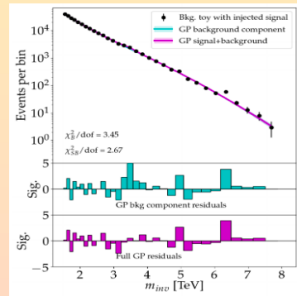 Bkg. toy with injected signal
GP background component
GP signal+background
Events per bin
10⁴
10³
10²
10¹
10⁰
χ²_B/dof = 3.45
χ²_SB/dof = 2.67
Sig.
5
0
GP bkg component residuals
Sig.
5
0
−5
Full GP residuals
2 3 4 5 6 7 8
m_inv [TeV]